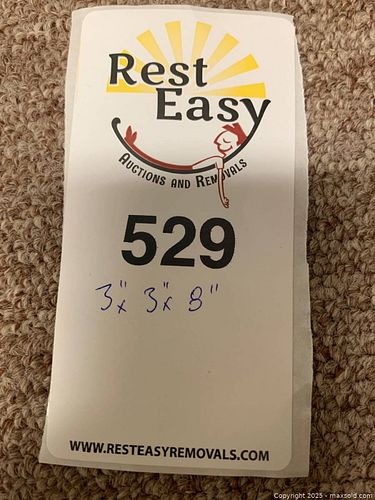 Rest
Easy
AUCTIONS AND REMOVALS
529
3" x 3" x 8"
WWW.RESTEASYREMOVALS.COM
Copyright 2025 - maxsold.com